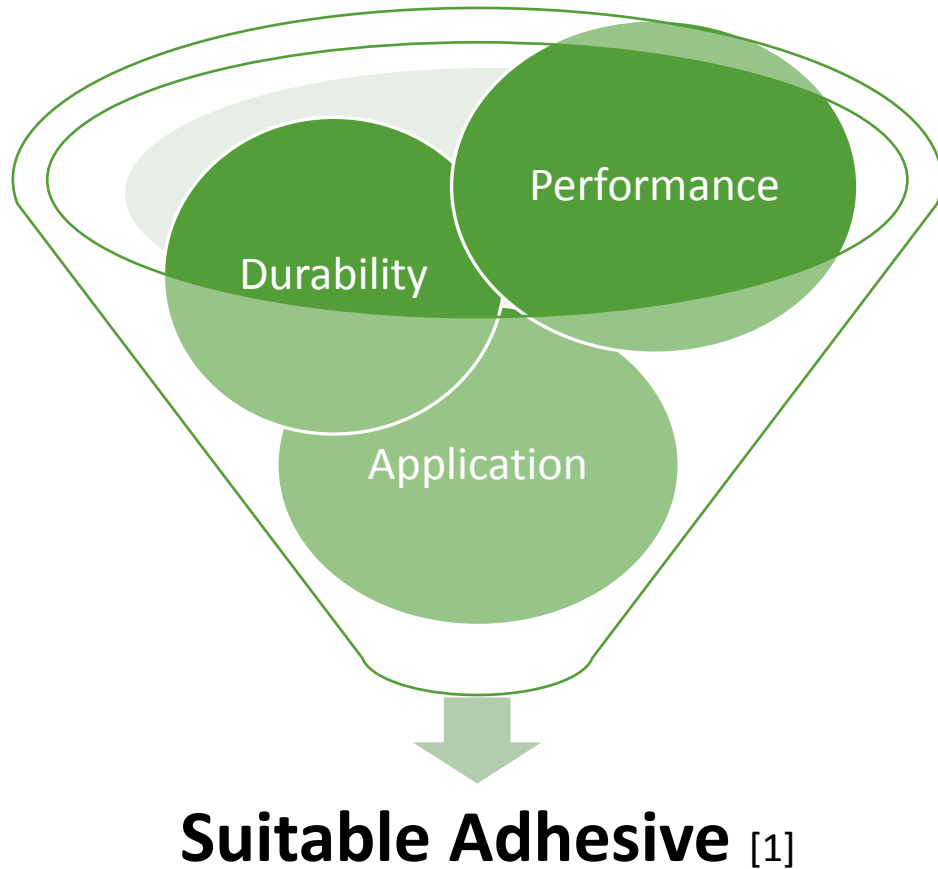 Performance
Durability
Application
Suitable Adhesive [1]